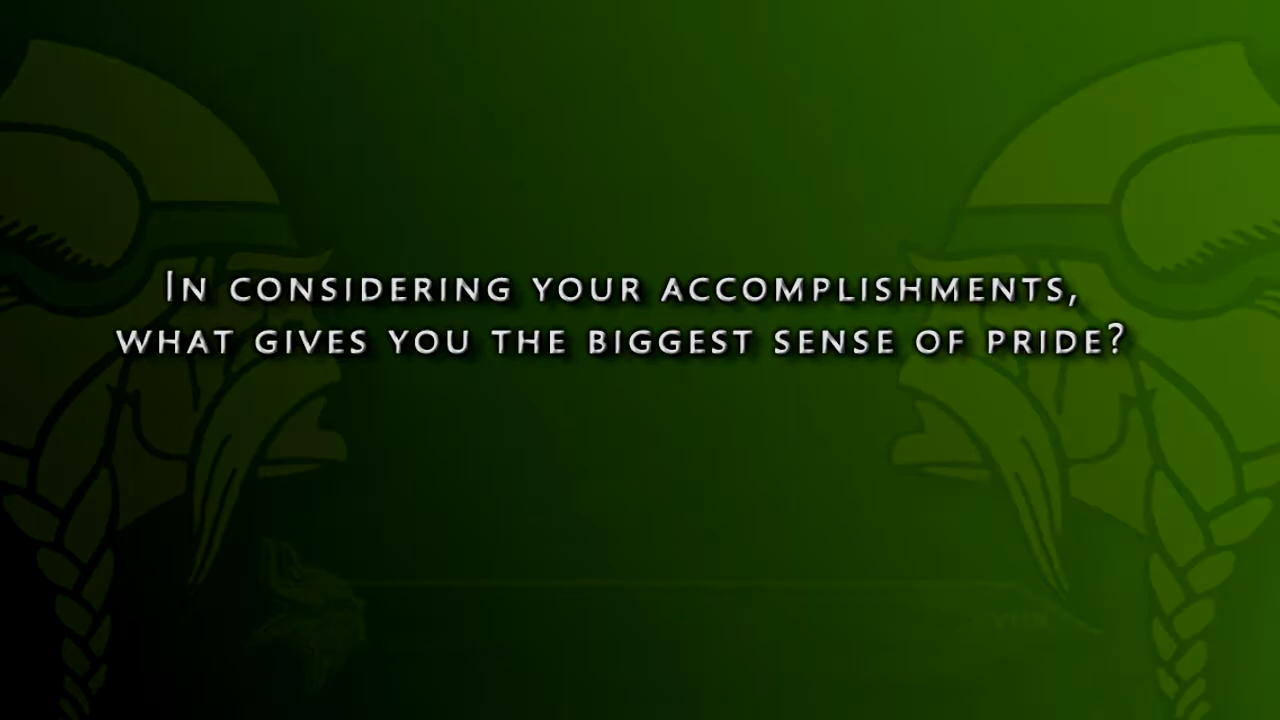 In considering your accomplishments,
what gives you the biggest sense of pride?